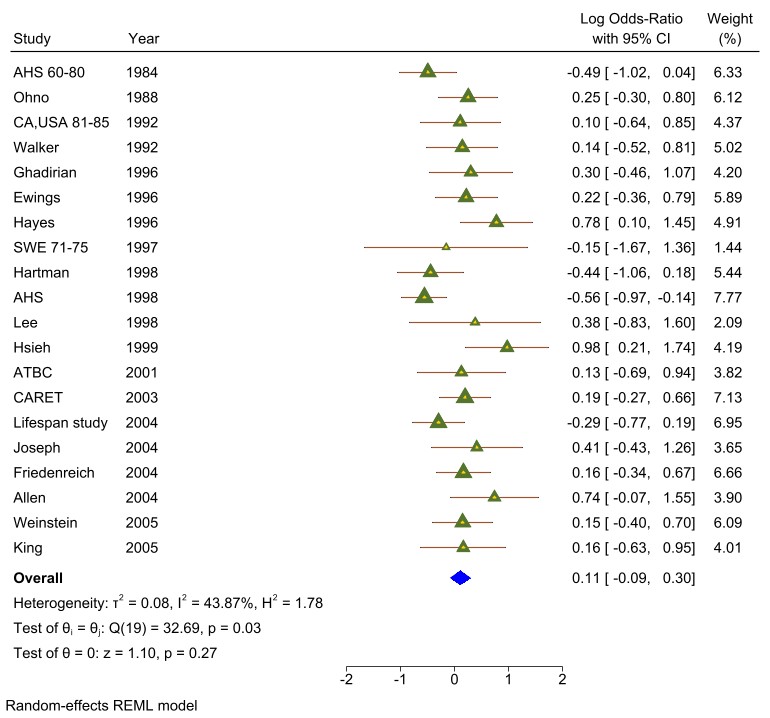 Log Odds-Ratio Weight
Study Year with 95% CI (%)
AHS 60-80 1984 -0.49 [ -1.02, 0.04] 6.33
Ohno 1988 0.25 [ -0.30, 0.80] 6.12
CA,USA 81-85 1992 0.10 [ -0.64, 0.85] 4.37
Walker 1992 0.14 [ -0.52, 0.81] 5.02
Ghadirian 1996 0.30 [ -0.46, 1.07] 4.20
Ewings 1996 0.22 [ -0.36, 0.79] 5.89
Hayes 1996 0.78 [ 0.10, 1.45] 4.91
SWE 71-75 1997 -0.15 [ -1.67, 1.36] 1.44
Hartman 1998 -0.44 [ -1.06, 0.18] 5.44
AHS 1998 -0.56 [ -0.97, -0.14] 7.77
Lee 1998 0.38 [ -0.83, 1.60] 2.09
Hsieh 1999 0.98 [ 0.21, 1.74] 4.19
ATBC 2001 0.13 [ -0.69, 0.94] 3.82
CARET 2003 0.19 [ -0.27, 0.66] 7.13
Lifespan study 2004 -0.29 [ -0.77, 0.19] 6.95
Joseph 2004 0.41 [ -0.43, 1.26] 3.65
Friedenreich 2004 0.16 [ -0.34, 0.67] 6.66
Allen 2004 0.74 [ -0.07, 1.55] 3.90
Weinstein 2005 0.15 [ -0.40, 0.70] 6.09
King 2005 0.16 [ -0.63, 0.95] 4.01
Overall 0.11 [ -0.09, 0.30]
Heterogeneity: τ² = 0.08, I² = 43.87%, H² = 1.78
Test of θᵢ = θⱼ: Q(19) = 32.69, p = 0.03
Test of θ = 0: z = 1.10, p = 0.27
-2 -1 0 1 2
Random-effects REML model